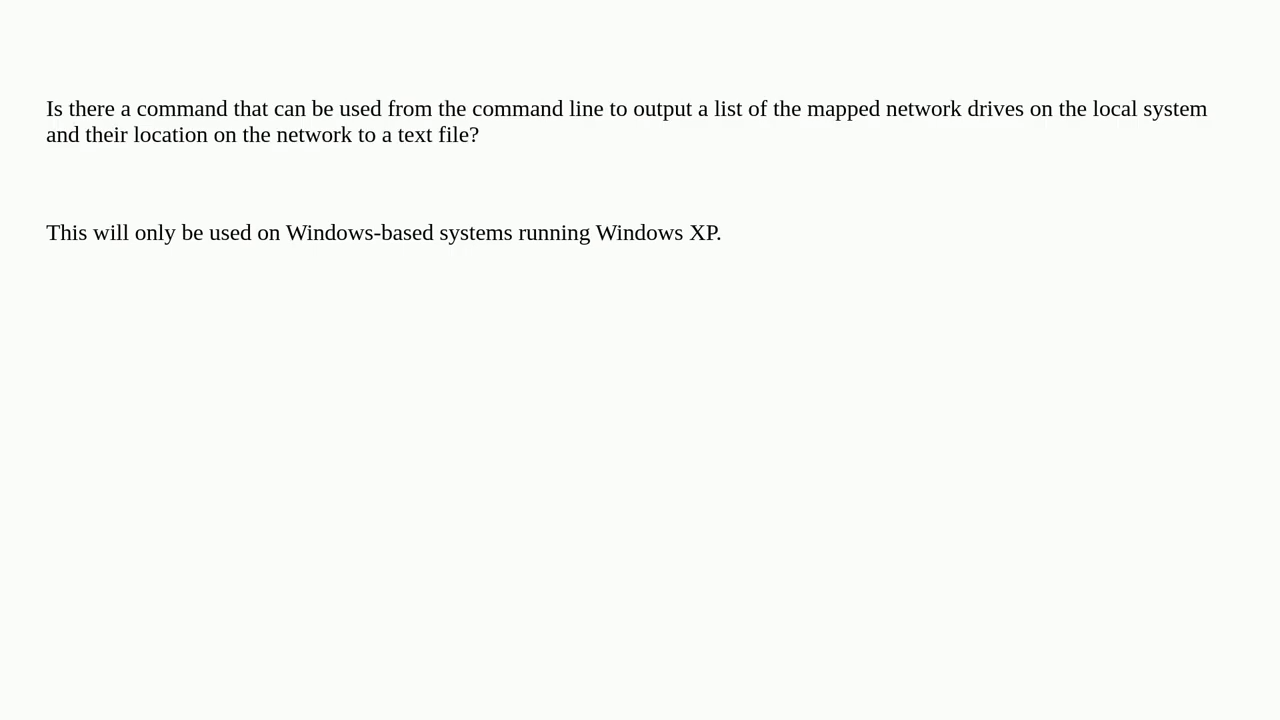 Is there a command that can be used from the command line to output a list of the mapped network drives on the local system
and their location on the network to a text file?
This will only be used on Windows-based systems running Windows XP.